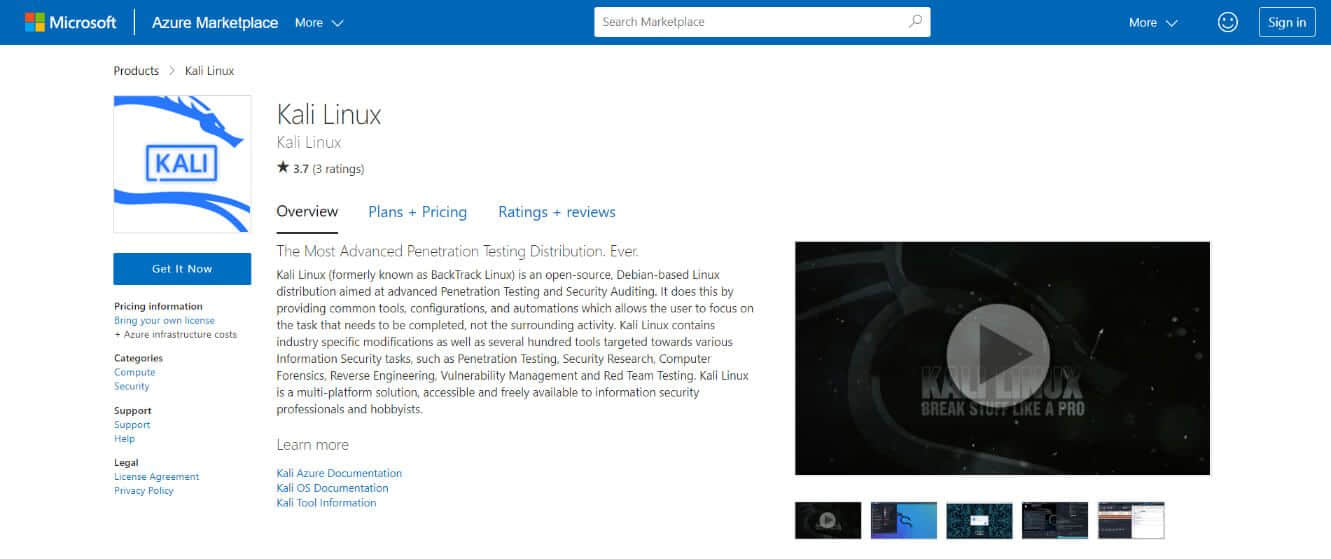 Microsoft Azure Marketplace More Search Marketplace More Sign in
Products > Kali Linux
KALI
Kali Linux
Kali Linux
★ 3.7 (3 ratings)
Overview Plans + Pricing Ratings + reviews
Get It Now
Pricing information
Bring your own license
+ Azure infrastructure costs
Categories
Compute
Security
Support
Support
Help
Legal
License Agreement
Privacy Policy
The Most Advanced Penetration Testing Distribution. Ever.
Kali Linux (formerly known as BackTrack Linux) is an open-source, Debian-based Linux
distribution aimed at advanced Penetration Testing and Security Auditing. It does this by
providing common tools, configurations, and automations which allows the user to focus on
the task that needs to be completed, not the surrounding activity. Kali Linux contains
industry specific modifications as well as several hundred tools targeted towards various
Information Security tasks, such as Penetration Testing, Security Research, Computer
Forensics, Reverse Engineering, Vulnerability Management and Red Team Testing. Kali Linux
is a multi-platform solution, accessible and freely available to information security
professionals and hobbyists.
Learn more
Kali Azure Documentation
Kali OS Documentation
Kali Tool Information
KALI LINUX
BREAK STUFF LIKE A PRO